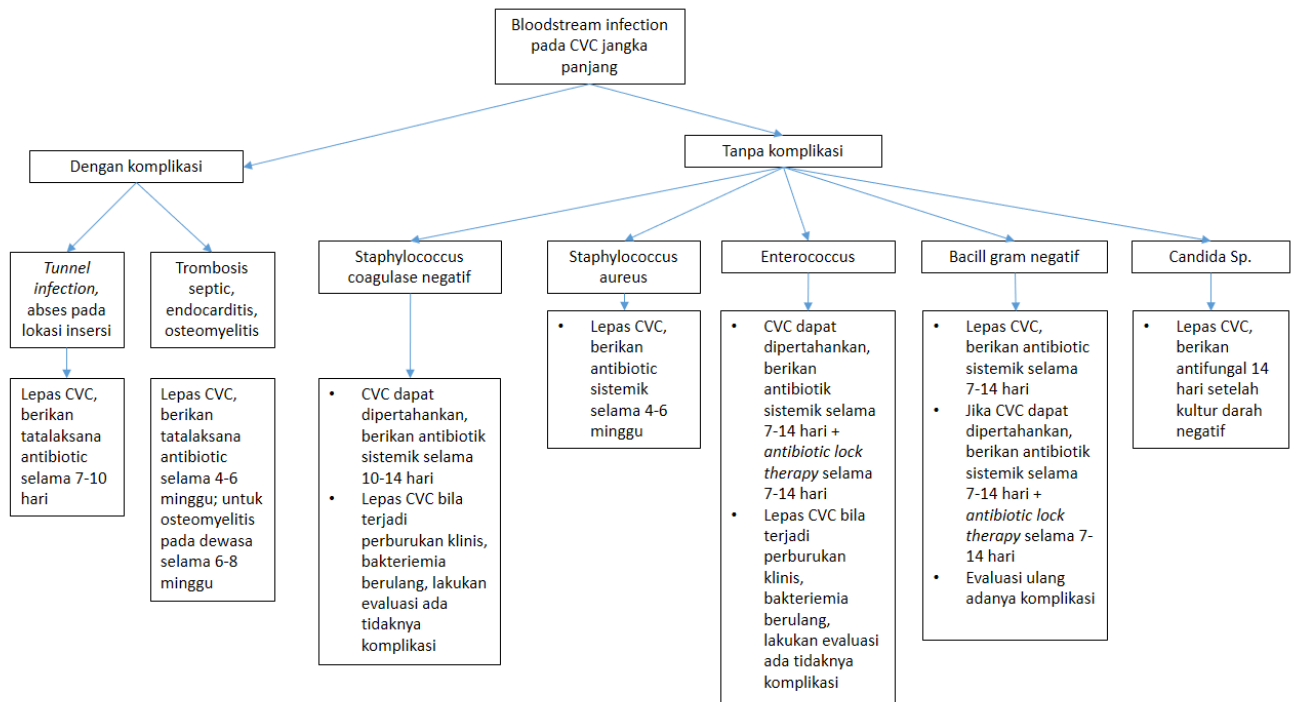 Bloodstream infection
pada CVC jangka
panjang
Dengan komplikasi
Tanpa komplikasi
Tunnel
infection,
abses pada
lokasi insersi
Trombosis
septic,
endocarditis,
osteomyelitis
Staphylococcus
coagulase negatif
Staphylococcus
aureus
Enterococcus
Bacill gram negatif
Candida Sp.
Lepas CVC,
berikan
tatalaksana
antibiotic
selama 7-10
hari
Lepas CVC,
berikan
tatalaksana
antibiotic
selama 4-6
minggu; untuk
osteomyelitis
pada dewasa
selama 6-8
minggu
• CVC dapat
dipertahankan,
berikan antibiotik
sistemik selama
10-14 hari
• Lepas CVC bila
terjadi
perburukan klinis,
bakteriemia
berulang, lakukan
evaluasi ada
tidaknya
komplikasi
• Lepas CVC,
berikan
antibiotic
sistemik
selama 4-6
minggu
• CVC dapat
dipertahankan,
berikan
antibiotik
sistemik selama
7-14 hari +
antibiotic lock
therapy selama
7-14 hari
• Lepas CVC bila
terjadi
perburukan
klinis,
bakteriemia
berulang,
lakukan evaluasi
ada tidaknya
komplikasi
• Lepas CVC,
berikan antibiotic
sistemik selama
7-14 hari
• Jika CVC dapat
dipertahankan,
berikan antibiotik
sistemik selama
7-14 hari +
antibiotic lock
therapy selama 7-
14 hari
• Evaluasi ulang
adanya komplikasi
• Lepas CVC,
berikan
antifungal 14
hari setelah
kultur darah
negatif